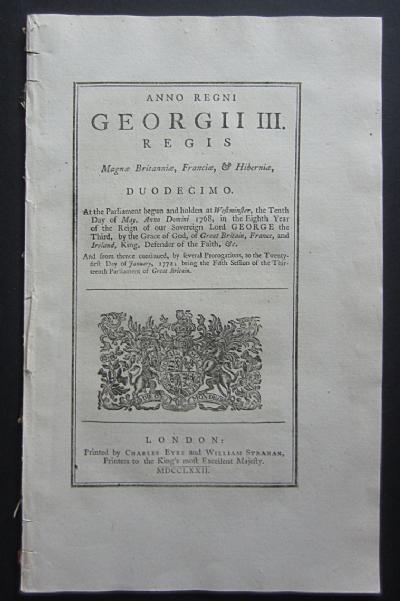 ANNO REGNI
GEORGII III.
REGIS
Magnæ Britanniæ, Franciæ, & Hiberniæ,
DUODECIMO.
At the Parliament begun and holden at Westminster, the Tenth
Day of May, Anno Domini 1768, in the Eighth Year
of the Reign of our Sovereign Lord GEORGE the
Third, by the Grace of God, of Great Britain, France, and
Ireland, King, Defender of the Faith, &c.
And from thence continued, by several Prorogations, to the Twenty-
first Day of January, 1772; being the Fifth Session of the Thir-
teenth Parliament of Great Britain.
LONDON:
Printed by CHARLES EYRE and WILLIAM STRAHAN,
Printers to the King's most Excellent Majesty.
MDCCLXXII.